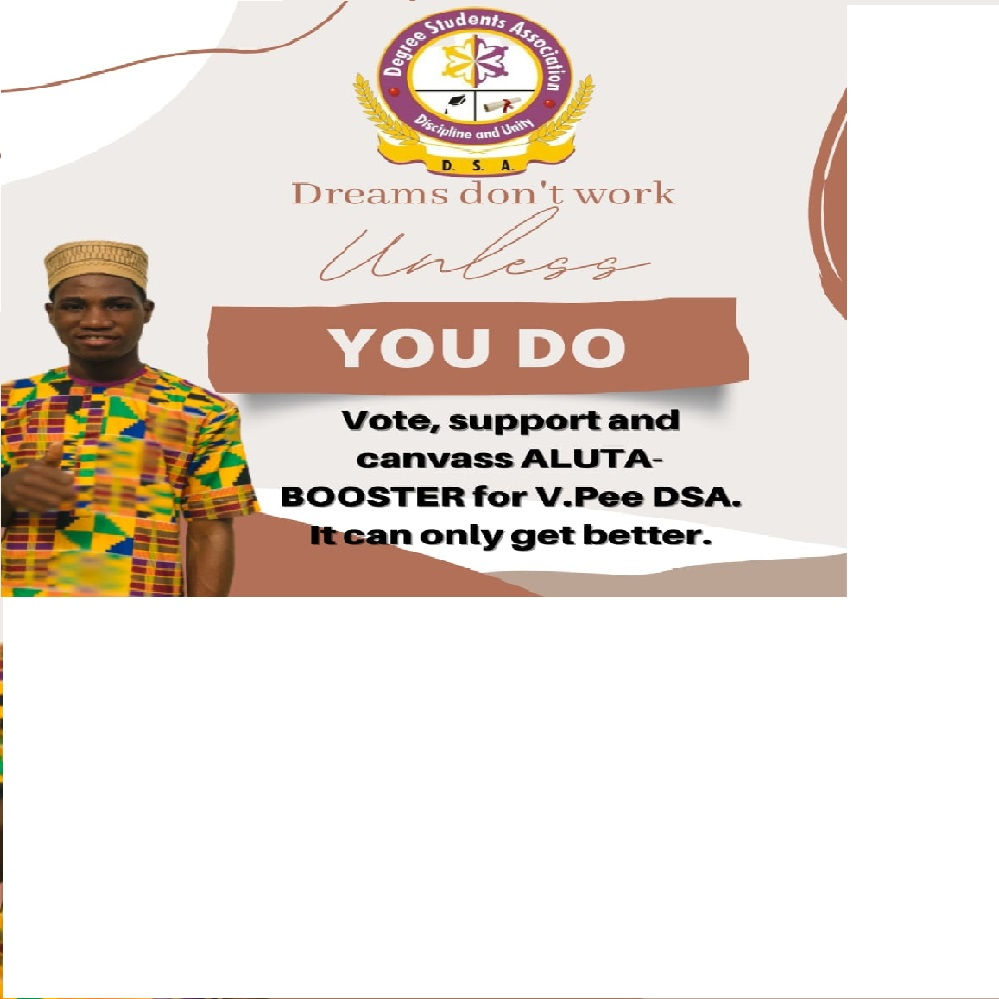 Degree Students Association
Discipline and Unity
D. S. A.
Dreams don't work
Unless
YOU DO
Vote, support and
canvass ALUTA-
BOOSTER for V.Pee DSA.
It can only get better.